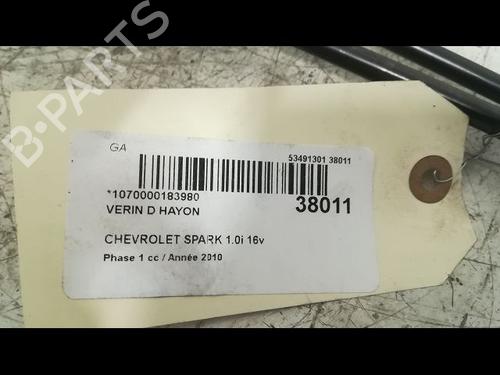 B-PARTS
GA
53491301 38011
*1070000183980
38011
VERIN D HAYON
CHEVROLET SPARK 1.0i 16v
Phase 1 cc / Année 2010